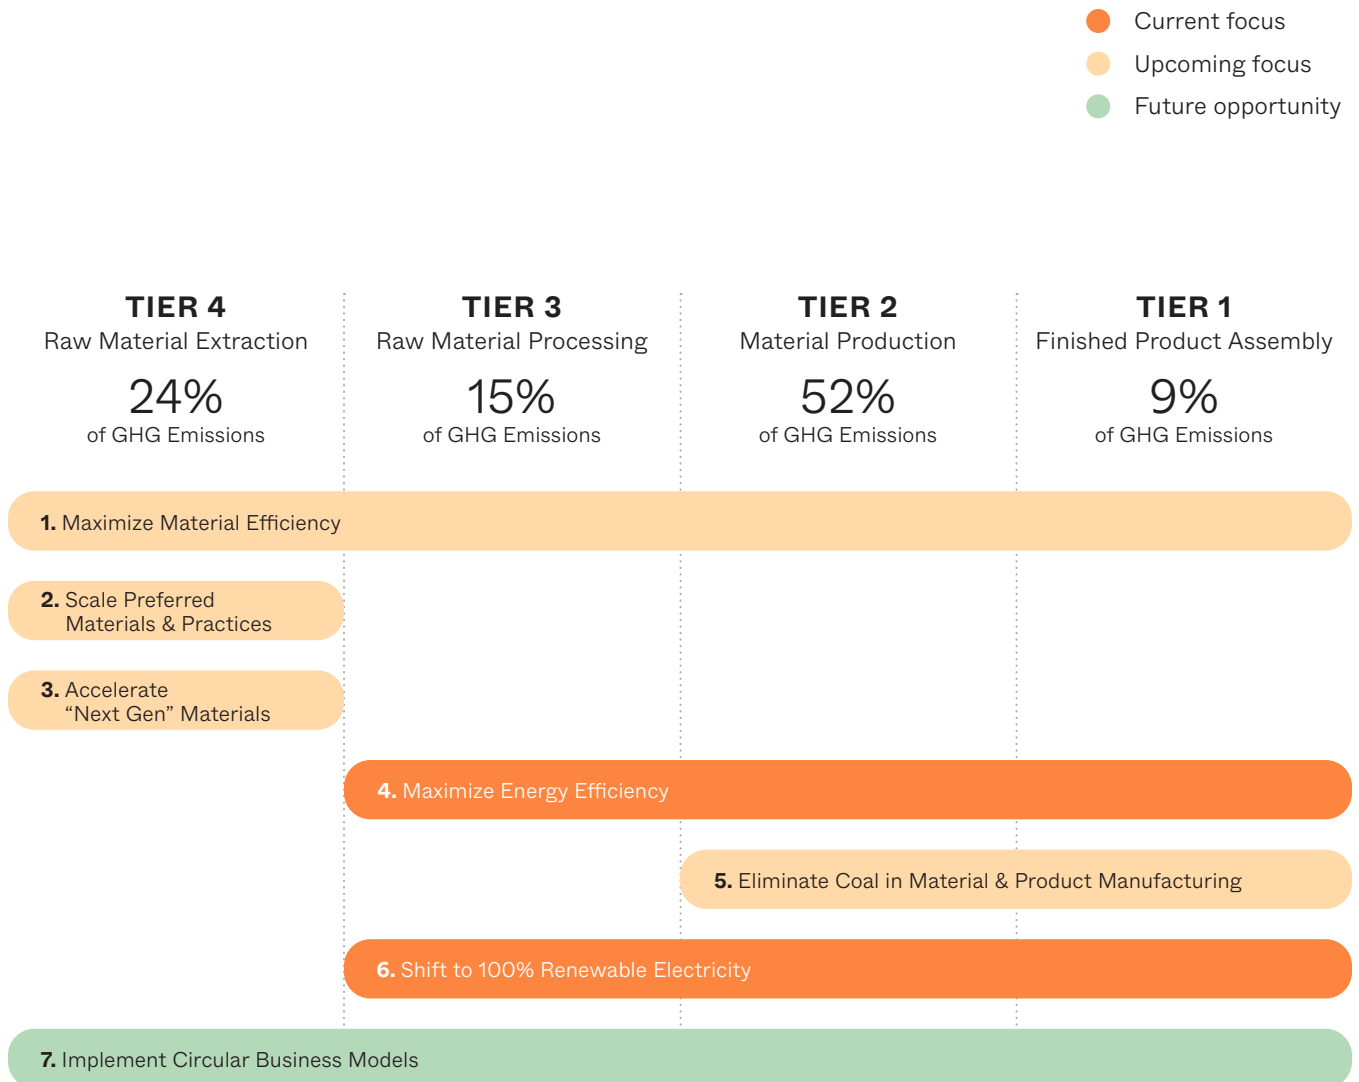 Current focus
Upcoming focus
Future opportunity
TIER 4
Raw Material Extraction
24%
of GHG Emissions
TIER 3
Raw Material Processing
15%
of GHG Emissions
TIER 2
Material Production
52%
of GHG Emissions
TIER 1
Finished Product Assembly
9%
of GHG Emissions
1. Maximize Material Efficiency
2. Scale Preferred
Materials & Practices
3. Accelerate
“Next Gen” Materials
4. Maximize Energy Efficiency
5. Eliminate Coal in Material & Product Manufacturing
6. Shift to 100% Renewable Electricity
7. Implement Circular Business Models